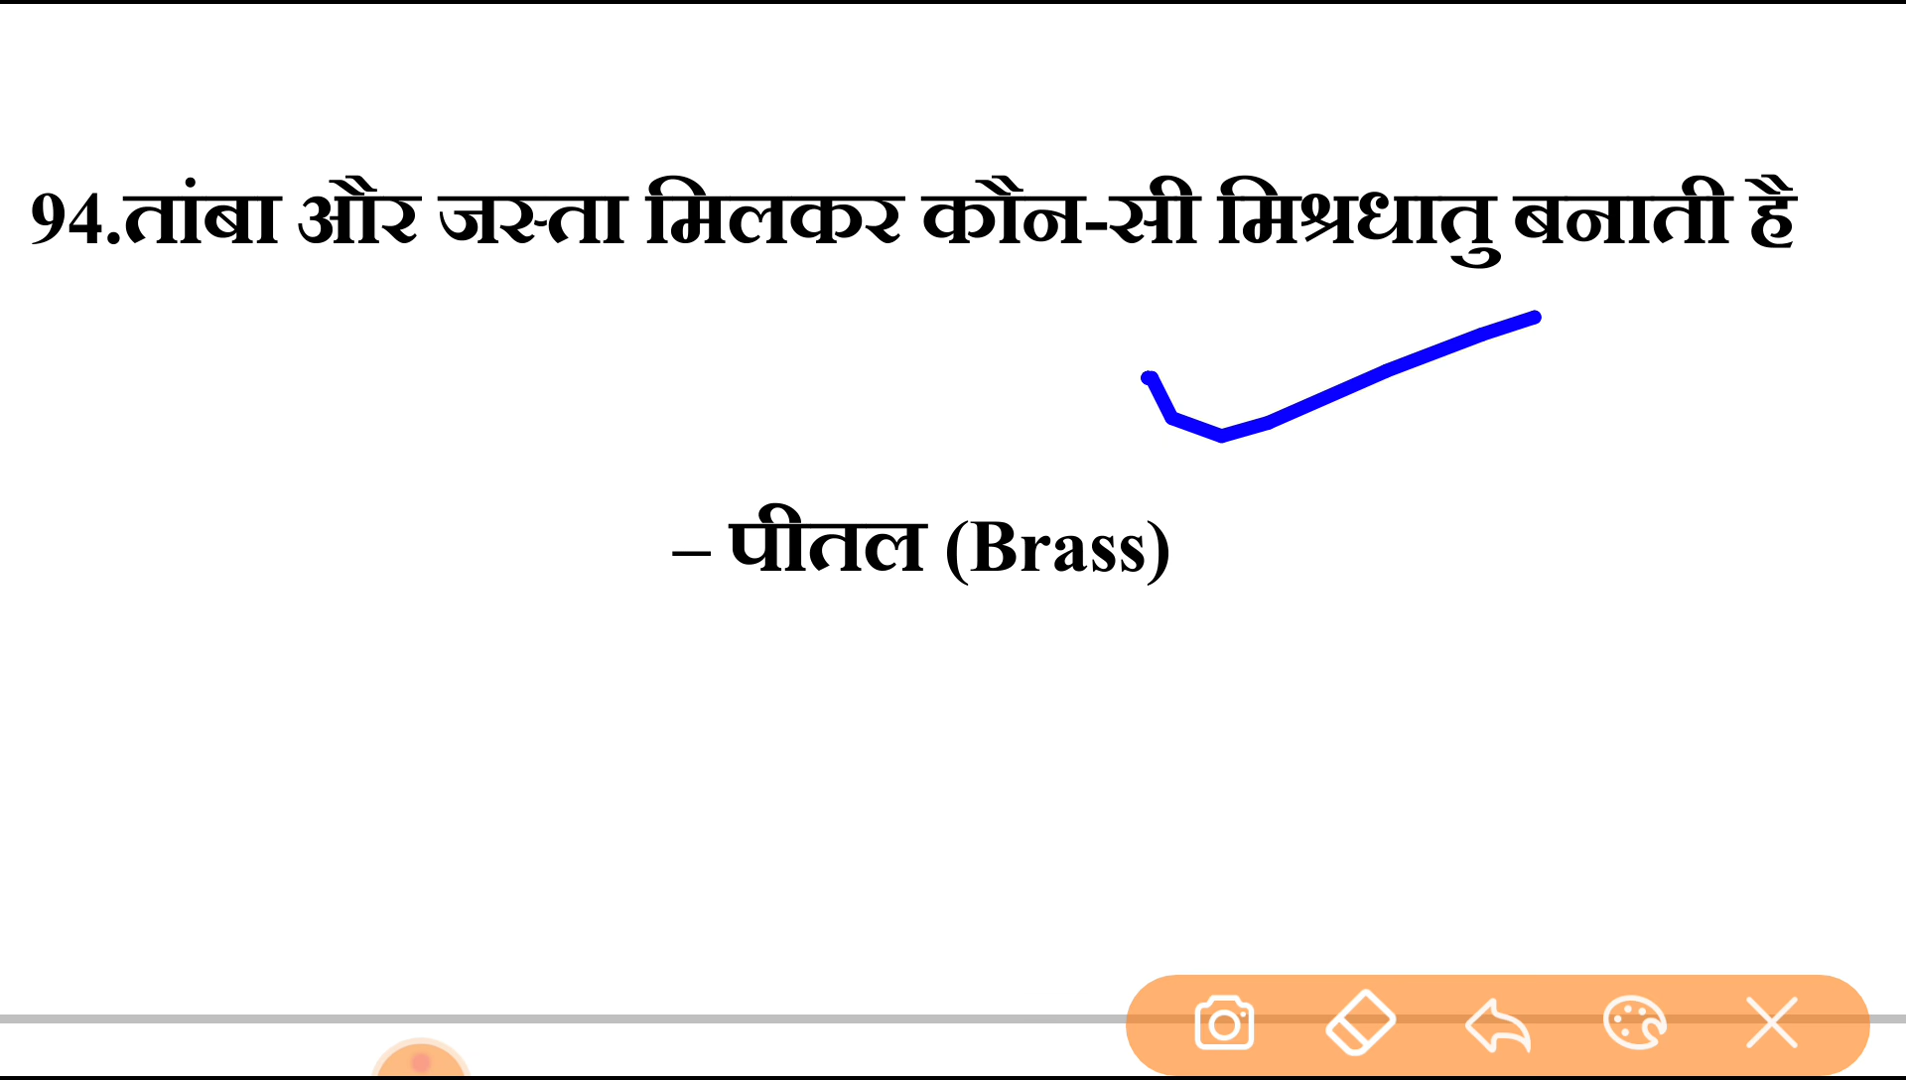 94.तांबा और जस्ता मिलकर कौन-सी मिश्रधातु बनाती है
– पीतल (Brass)